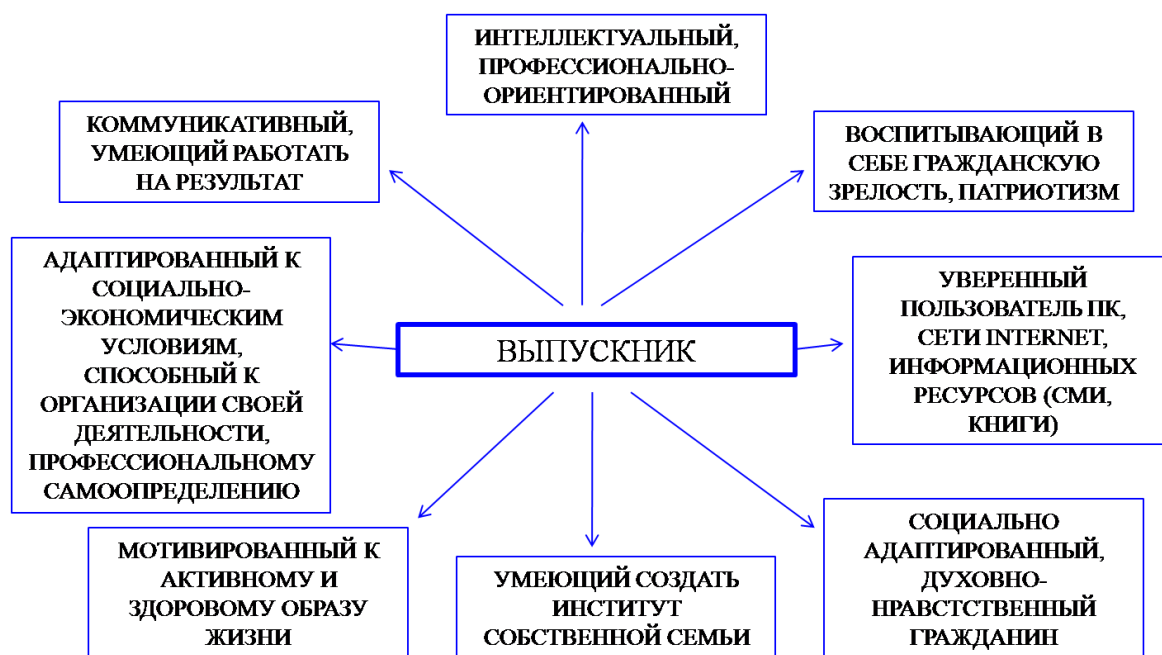 ИНТЕЛЛЕКТУАЛЬНЫЙ,
ПРОФЕССИОНАЛЬНО-
ОРИЕНТИРОВАННЫЙ
КОММУНИКАТИВНЫЙ,
УМЕЮЩИЙ РАБОТАТЬ
НА РЕЗУЛЬТАТ
ВОСПИТЫВАЮЩИЙ В
СЕБЕ ГРАЖДАНСКУЮ
ЗРЕЛОСТЬ, ПАТРИОТИЗМ
АДАПТИРОВАННЫЙ К
СОЦИАЛЬНО-
ЭКОНОМИЧЕСКИМ
УСЛОВИЯМ,
СПОСОБНЫЙ К
ОРГАНИЗАЦИИ СВОЕЙ
ДЕЯТЕЛЬНОСТИ,
ПРОФЕССИОНАЛЬНОМУ
САМООПРЕДЕЛЕНИЮ
ВЫПУСКНИК
УВЕРЕННЫЙ
ПОЛЬЗОВАТЕЛЬ ПК,
СЕТИ INTERNET,
ИНФОРМАЦИОННЫХ
РЕСУРСОВ (СМИ,
КНИГИ)
МОТИВИРОВАННЫЙ К
АКТИВНОМУ И
ЗДОРОВОМУ ОБРАЗУ
ЖИЗНИ
УМЕЮЩИЙ СОЗДАТЬ
ИНСТИТУТ
СОБСТВЕННОЙ СЕМЬИ
СОЦИАЛЬНО
АДАПТИРОВАННЫЙ,
ДУХОВНО-
НРАВСТСТВЕННЫЙ
ГРАЖДАНИН